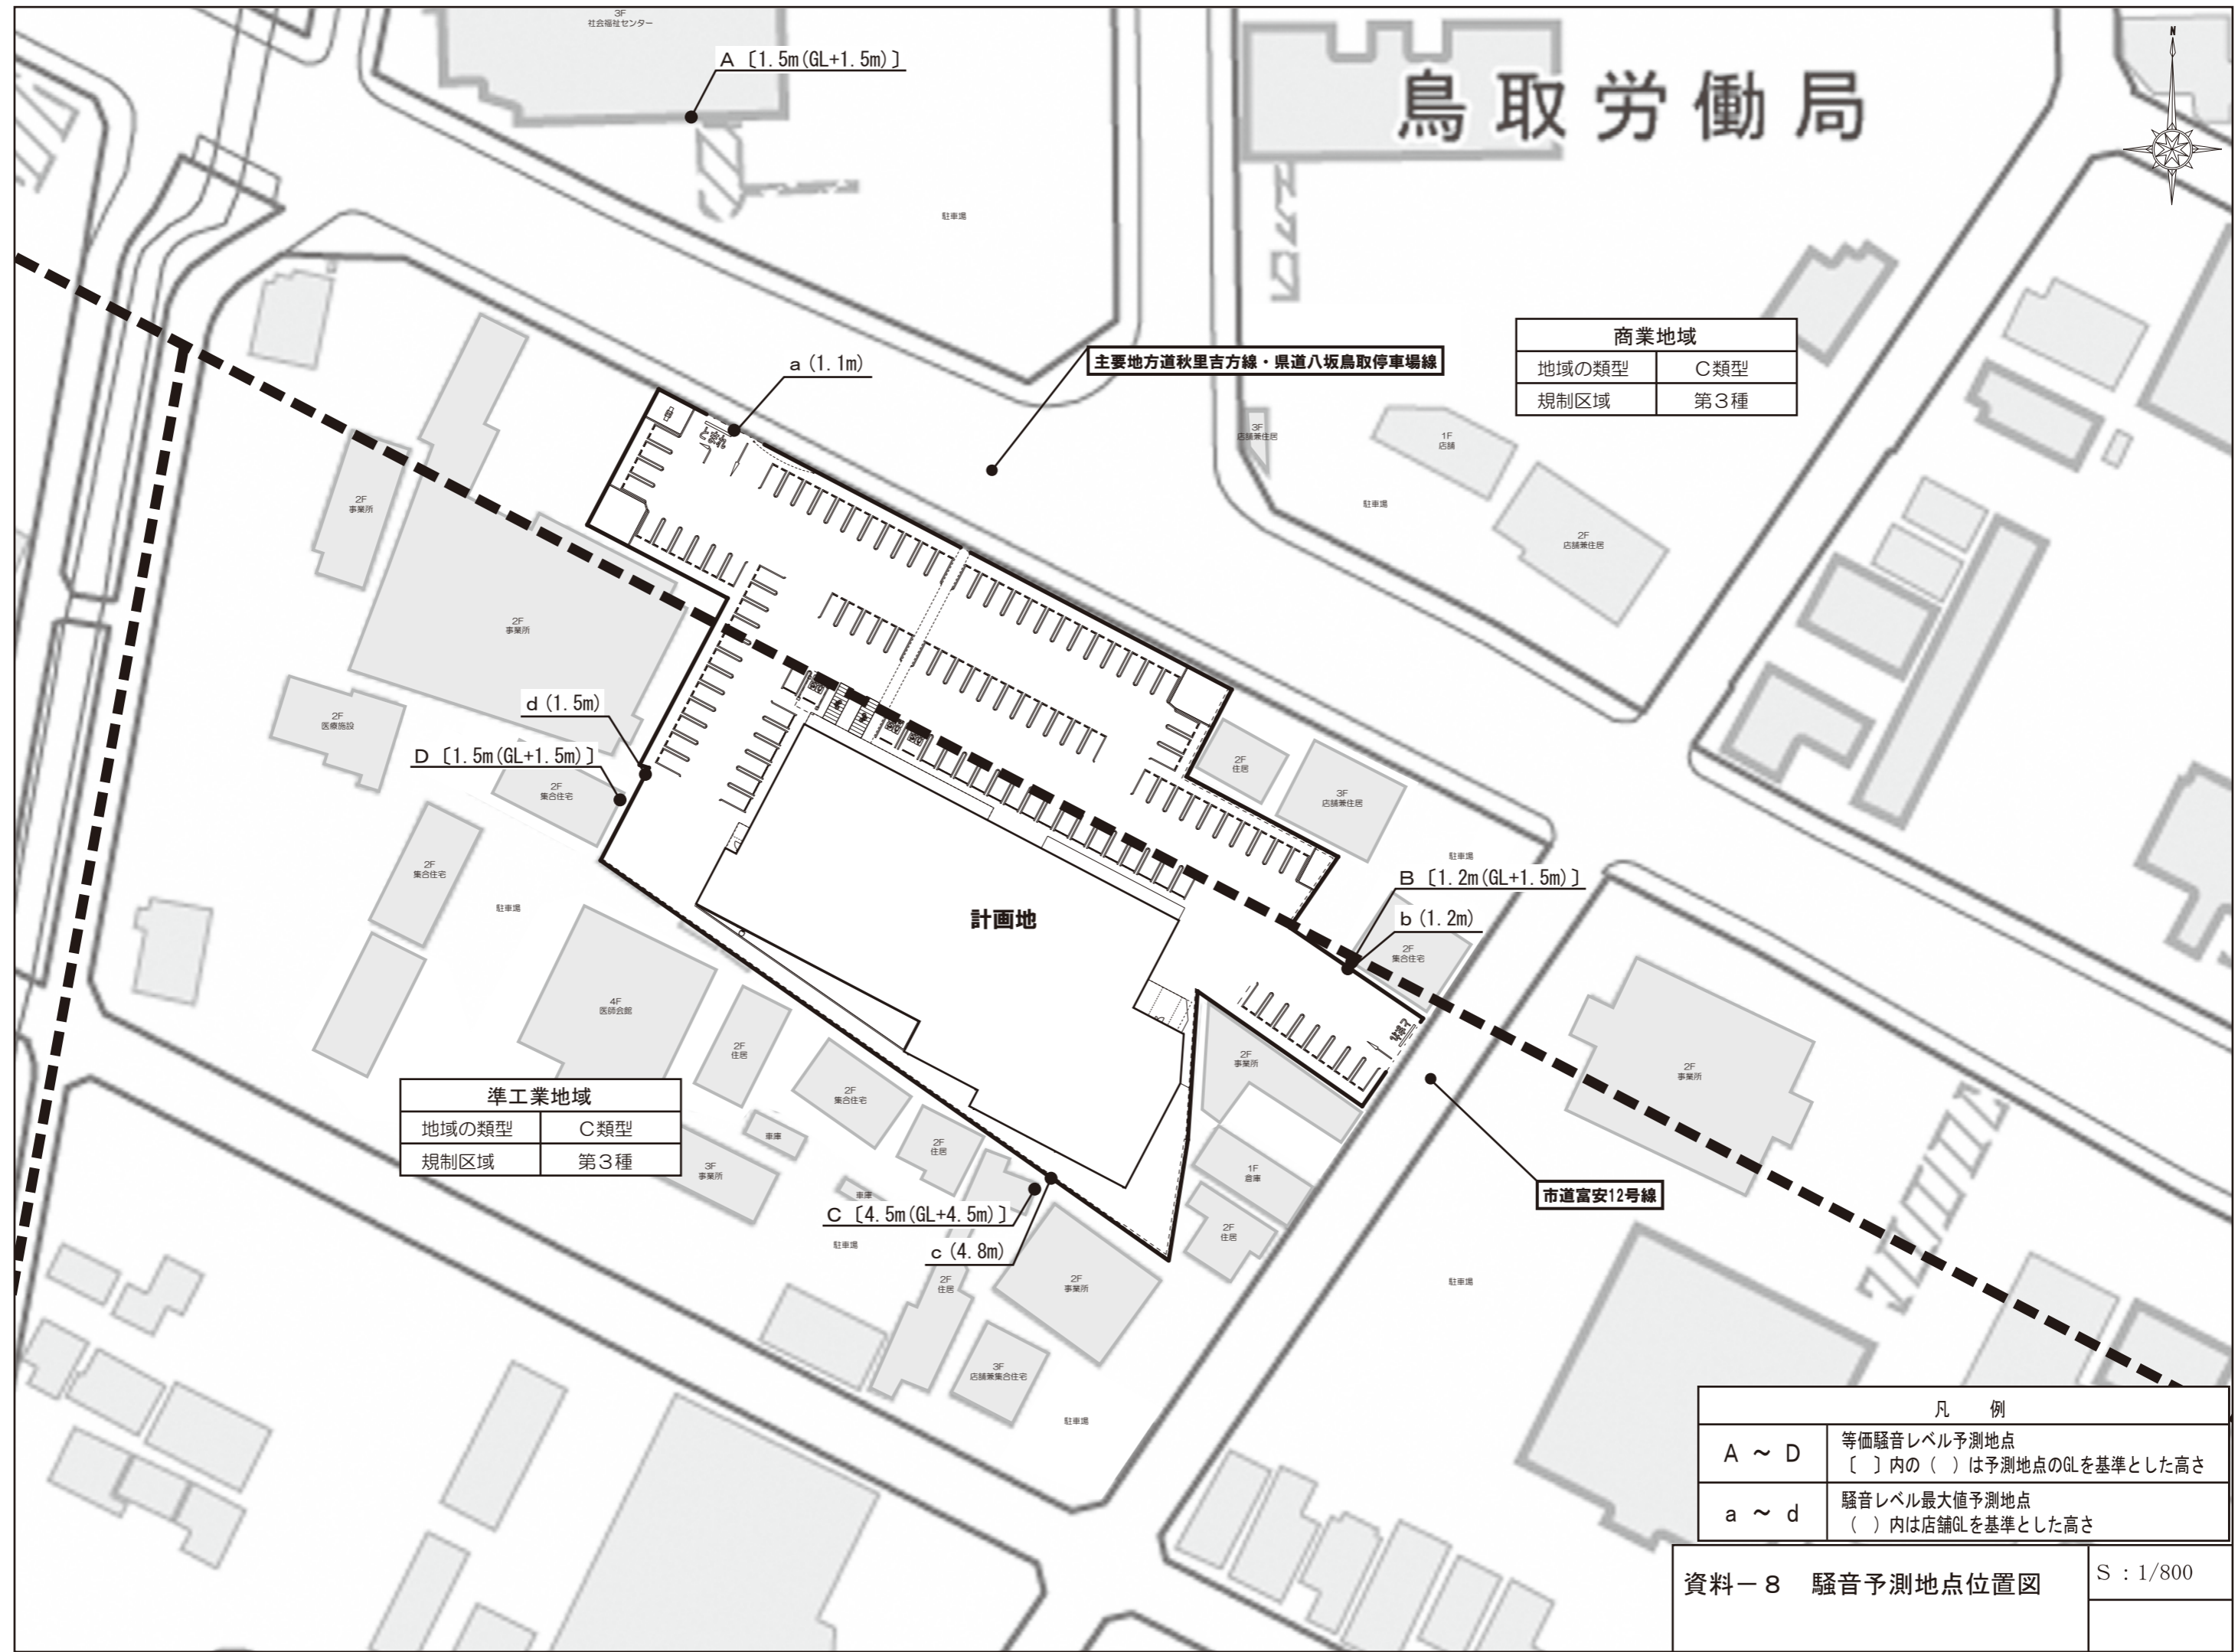 3F
社会福祉センター
A 〔1.5m(GL+1.5m)〕
鳥取労働局
N
駐車場
商業地域
地域の類型 C類型
規制区域 第3種
主要地方道秋里吉方線・県道八坂鳥取停車場線
a (1.1m)
止まれ
3F
店舗兼住居
1F
店舗
駐車場
2F
店舗兼住居
2F
事業所
2F
事業所
d (1.5m)
2F
医療施設
D 〔1.5m(GL+1.5m)〕
2F
集合住宅
2F
住居
3F
店舗兼住居
駐車場
2F
集合住宅
駐車場
計画地
B 〔1.2m(GL+1.5m)〕
b (1.2m)
2F
集合住宅
4F
医師会館
2F
住居
2F
集合住宅
止まれ
2F
事業所
2F
事業所
準工業地域
地域の類型 C類型
規制区域 第3種
車庫
2F
住居
3F
事業所
1F
倉庫
車庫
市道富安12号線
C 〔4.5m(GL+4.5m)〕
駐車場
c (4.8m)
2F
住居
2F
住居
2F
事業所
駐車場
3F
店舗兼集合住宅
駐車場
凡 例
A ～ D 等価騒音レベル予測地点
〔 〕内の( )は予測地点のGLを基準とした高さ
a ～ d 騒音レベル最大値予測地点
( )内は店舗GLを基準とした高さ
資料－8 騒音予測地点位置図
S : 1/800